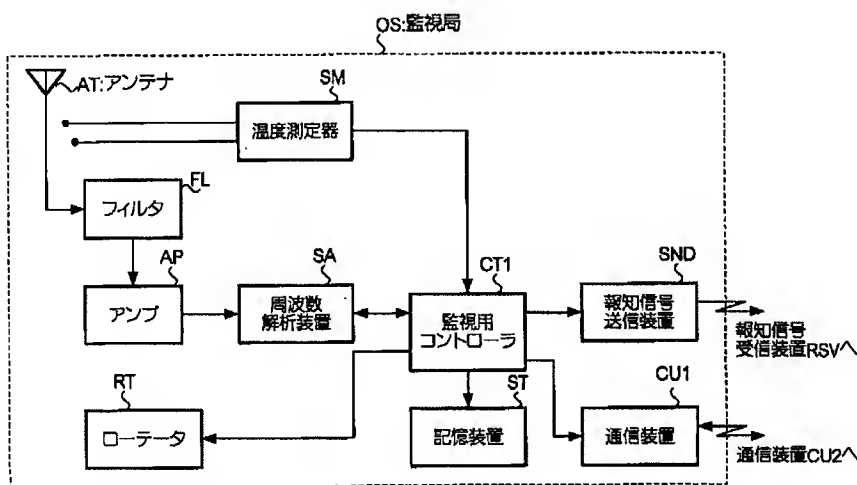 OS:監視局
AT:アンテナ
SM
温度測定器
FL
フィルタ
AP
アンプ
SA
周波数
解析装置
CT1
監視用
コントローラ
SND
報知信号
送信装置
報知信号
受信装置RSVへ
RT
ローテータ
ST
記憶装置
CU1
通信装置
通信装置CU2へ